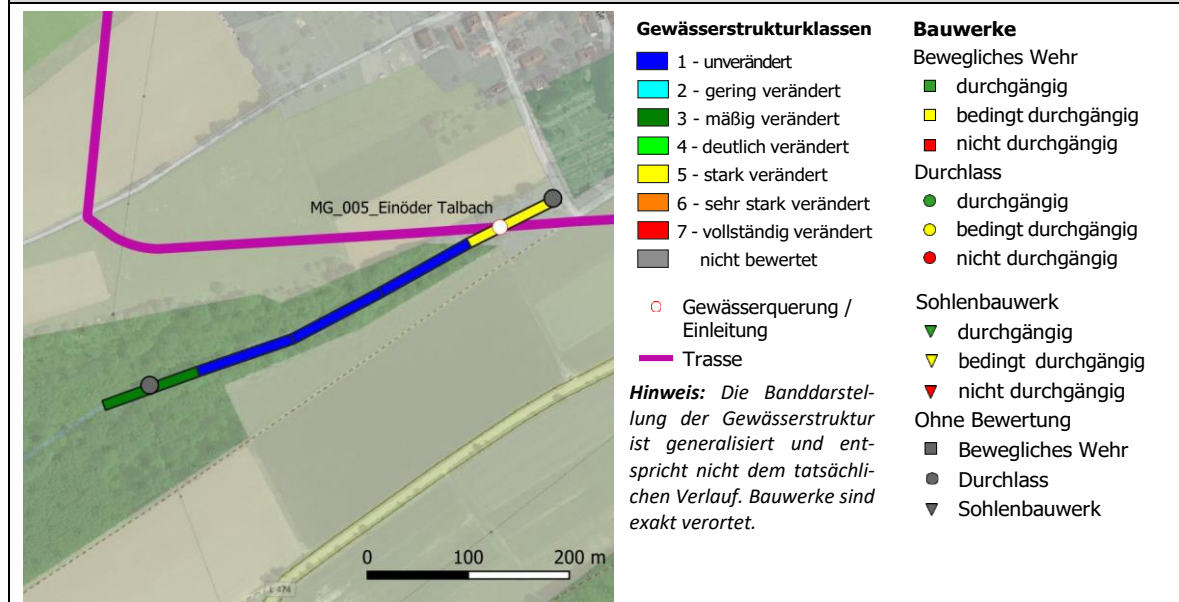 MG_005_Einöder Talbach
0 100 200 m
L 474
Gewässerstrukturklassen
1 - unverändert
2 - gering verändert
3 - mäßig verändert
4 - deutlich verändert
5 - stark verändert
6 - sehr stark verändert
7 - vollständig verändert
nicht bewertet
Gewässerquerung /
Einleitung
Trasse
Hinweis: Die Banddarstel-
lung der Gewässerstruktur
ist generalisiert und ent-
spricht nicht dem tatsächli-
chen Verlauf. Bauwerke sind
exakt verortet.
Bauwerke
Bewegliches Wehr
durchgängig
bedingt durchgängig
nicht durchgängig
Durchlass
durchgängig
bedingt durchgängig
nicht durchgängig
Sohlenbauwerk
durchgängig
bedingt durchgängig
nicht durchgängig
Ohne Bewertung
Bewegliches Wehr
Durchlass
Sohlenbauwerk